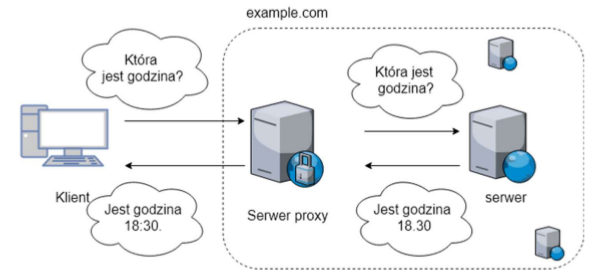 example.com
Która
jest godzina?
Która jest
godzina?
Klient
Jest godzina
18:30.
Serwer proxy
Jest godzina
18.30
serwer